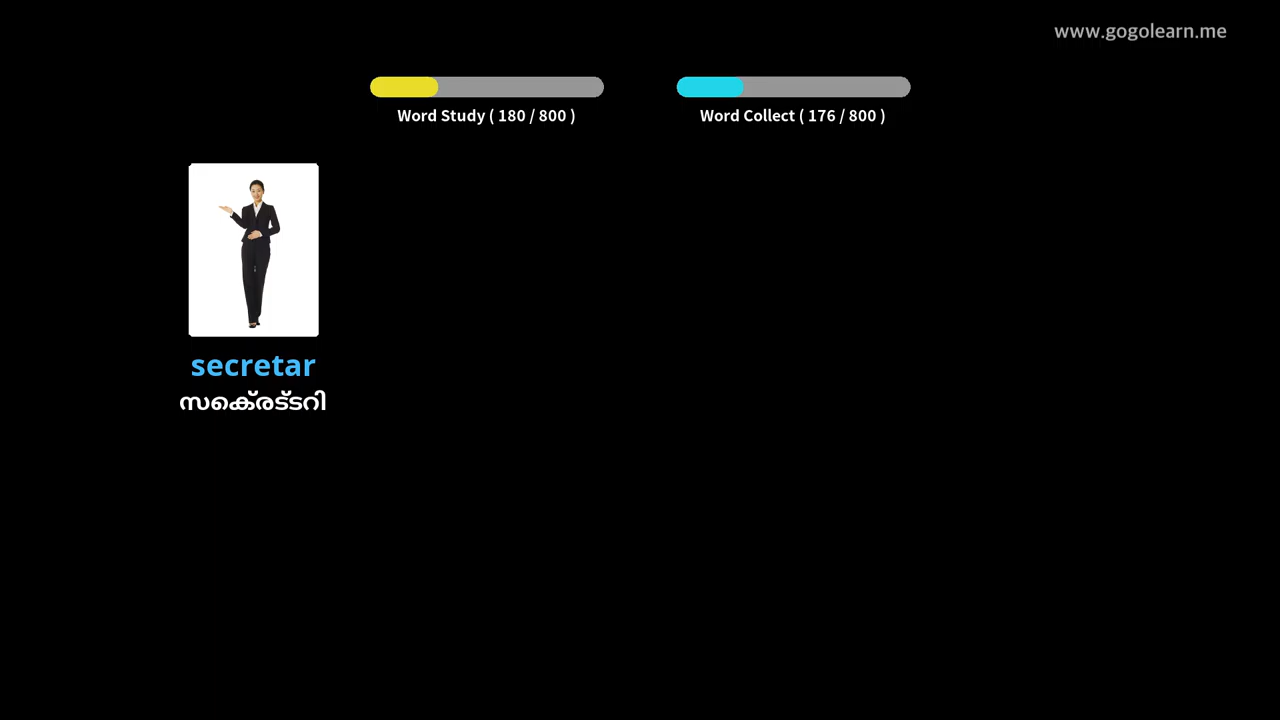 www.gogolearn.me
Word Study ( 180 / 800 )
Word Collect ( 176 / 800 )
secretar
സക്രെട്ടറി